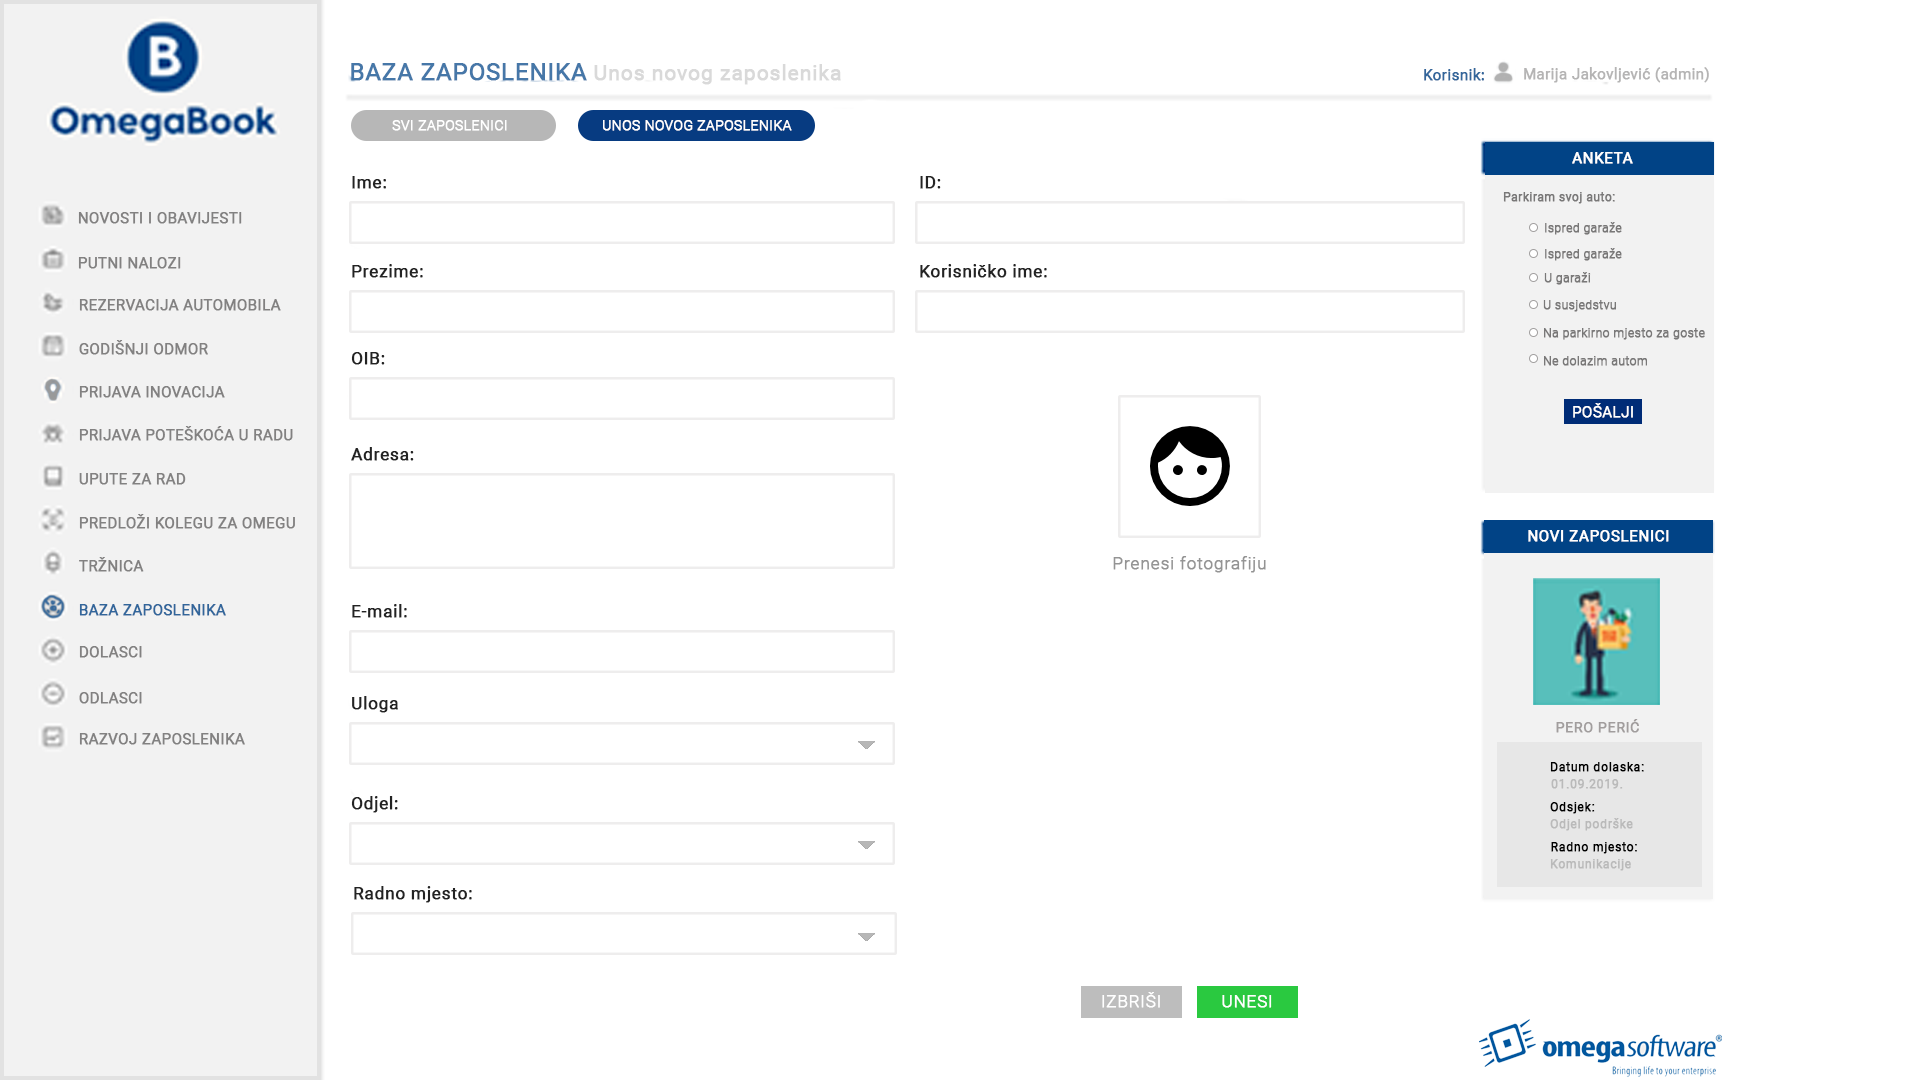 B
OmegaBook
NOVOSTI I OBAVIJESTI
PUTNI NALOZI
REZERVACIJA AUTOMOBILA
GODIŠNJI ODMOR
PRIJAVA INOVACIJA
PRIJAVA POTEŠKOĆA U RADU
UPUTE ZA RAD
PREDLOŽI KOLEGU ZA OMEGU
TRŽNICA
BAZA ZAPOSLENIKA
DOLASCI
ODLASCI
RAZVOJ ZAPOSLENIKA
BAZA ZAPOSLENIKA Unos novog zaposlenika
Korisnik: Marija Jakovljević (admin)
SVI ZAPOSLENICI
UNOS NOVOG ZAPOSLENIKA
Ime:
ID:
Prezime:
Korisničko ime:
OIB:
Adresa:
Prenesi fotografiju
E-mail:
Uloga
Odjel:
Radno mjesto:
IZBRIŠI
UNESI
ANKETA
Parkiram svoj auto:
Ispred garaže
Ispred garaže
U garaži
U susjedstvu
Na parkirno mjesto za goste
Ne dolazim autom
POŠALJI
NOVI ZAPOSLENICI
PERO PERIĆ
Datum dolaska:
01.09.2019.
Odsjek:
Odjel podrške
Radno mjesto:
Komunikacije
omegasoftware®
Bringing life to your enterprise